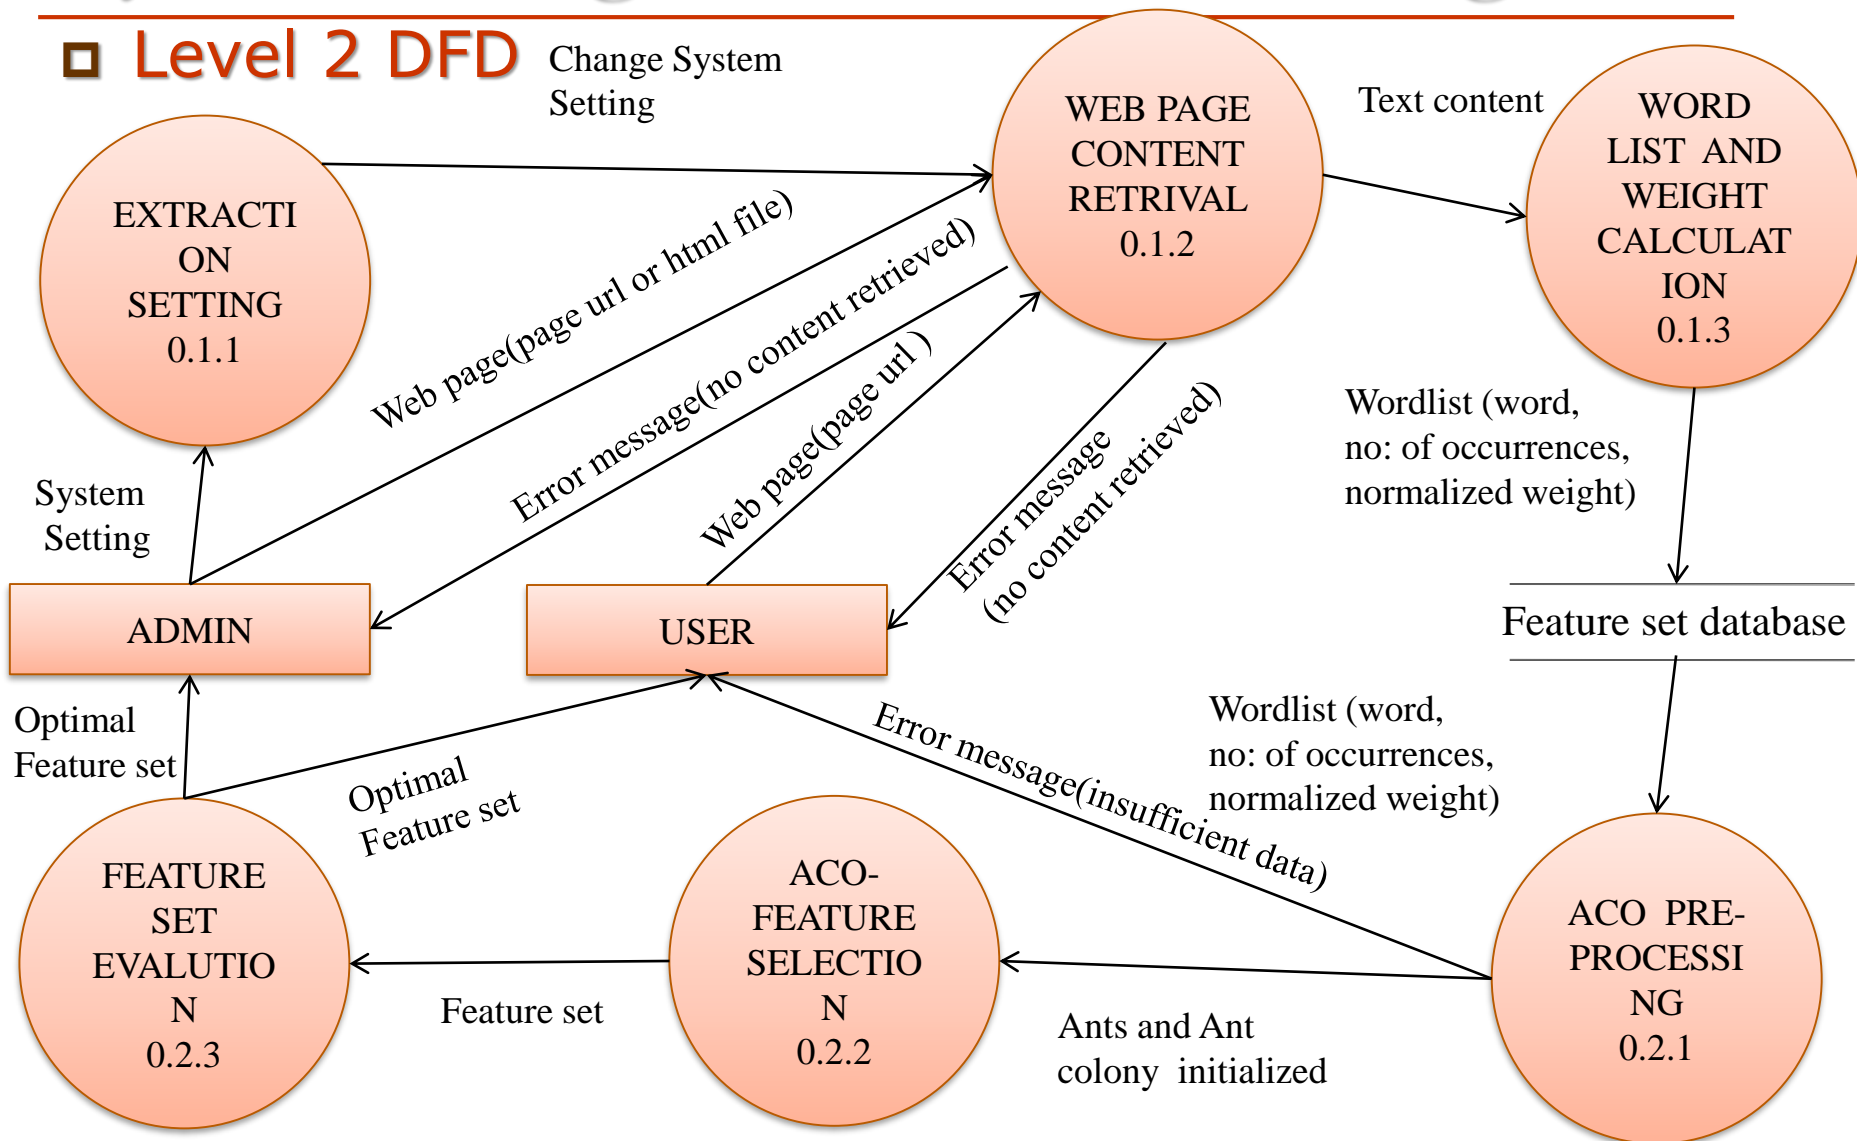 Level 2 DFD
Change System
Setting
WEB PAGE
CONTENT
RETRIVAL
0.1.2
Text content
WORD
LIST AND
WEIGHT
CALCULAT
ION
0.1.3
EXTRACTI
ON
SETTING
0.1.1
Web page(page url or html file)
Error message(no content retrieved)
Web page(page url )
Error message
(no content retrieved)
Wordlist (word,
no: of occurrences,
normalized weight)
System
Setting
ADMIN
USER
Feature set database
Optimal
Feature set
Optimal
Feature set
Error message(insufficient data)
Wordlist (word,
no: of occurrences,
normalized weight)
FEATURE
SET
EVALUTIO
N
0.2.3
Feature set
ACO-
FEATURE
SELECTIO
N
0.2.2
Ants and Ant
colony initialized
ACO PRE-
PROCESSI
NG
0.2.1